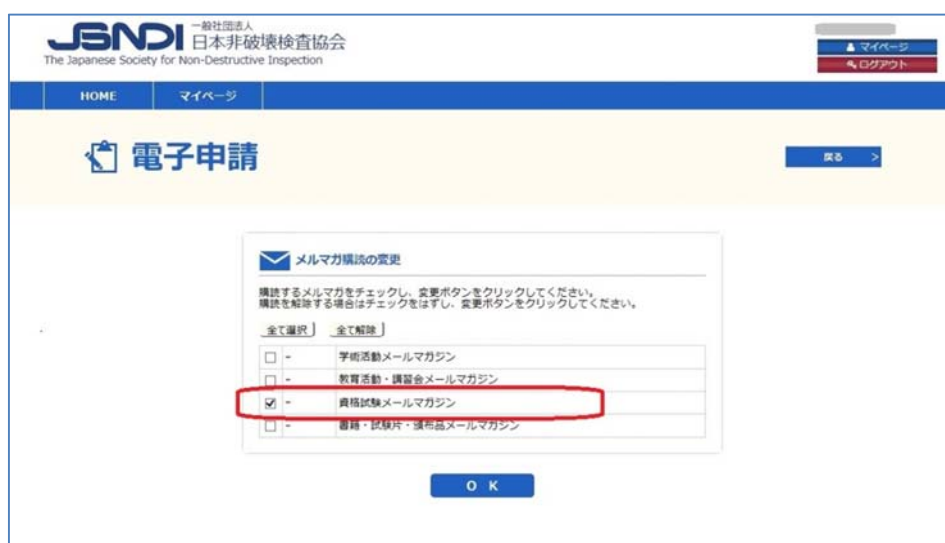 JSNDI 一般社団法人
日本非破壊検査協会
The Japanese Society for Non-Destructive Inspection
マイページ
ログアウト
HOME マイページ
電子申請
戻る >
メルマガ購読の変更
購読するメルマガをチェックし、変更ボタンをクリックしてください。
購読を解除する場合はチェックをはずし、変更ボタンをクリックしてください。
全て選択 全て解除
- 学術活動メールマガジン
- 教育活動・講習会メールマガジン
- 資格試験メールマガジン
- 書籍・試験片・頒布品メールマガジン
O K